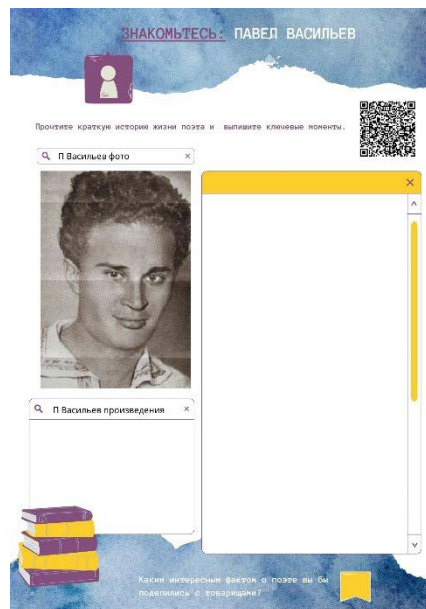 ЗНАКОМЬТЕСЬ: ПАВЕЛ ВАСИЛЬЕВ
Прочтите краткую историю жизни поэта и выпишите ключевые моменты.
П Васильев фото
П Васильев произведения
Каким интересным фактом о поэте вы бы
поделились с товарищами?